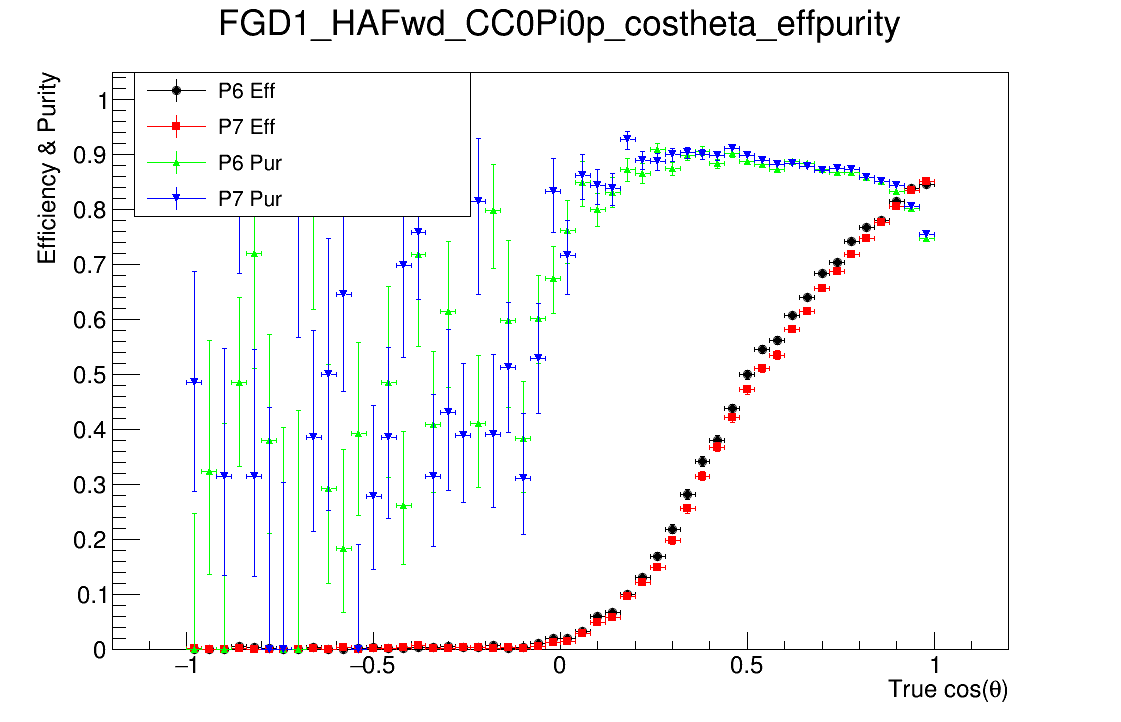 FGD1_HAFwd_CC0Pi0p_costheta_effpurity
Efficiency & Purity
P6 Eff
P7 Eff
P6 Pur
P7 Pur
1
0.9
0.8
0.7
0.6
0.5
0.4
0.3
0.2
0.1
0
−1
−0.5
0
0.5
1
True cos(θ)